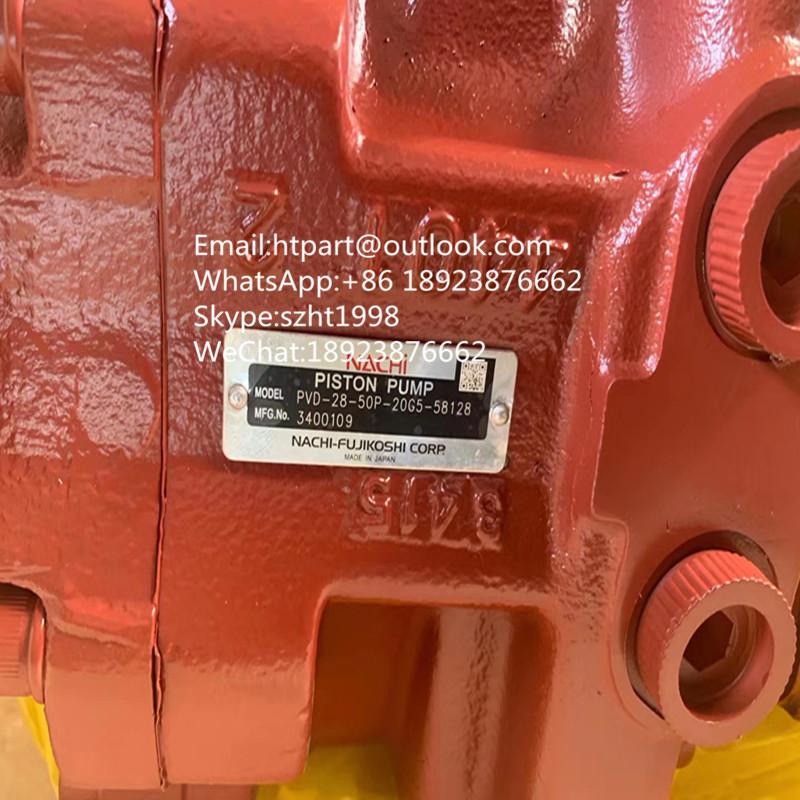 Email:htpart@outlook.com
WhatsApp:+86 18923876662
Skype:szht1998
WeChat:18923876662
NACHI
PISTON PUMP
MODEL PVD-28-50P-20G5-58128
MFG.No. 3400109
NACHI-FUJIKOSHI CORP.
MADE IN JAPAN
3415